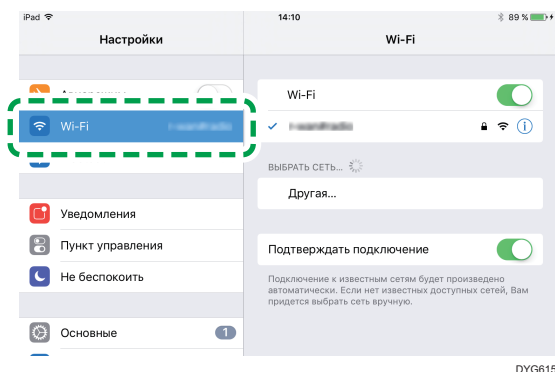 iPad
14:10
89 %
Настройки
Wi-Fi
Wi-Fi
Wi-Fi
ВЫБРАТЬ СЕТЬ...
Другая...
Уведомления
Пункт управления
Подтверждать подключение
Не беспокоить
Подключение к известным сетям будет произведено
автоматически. Если нет известных доступных сетей, Вам
придется выбрать сеть вручную.
Основные
1
DYG615